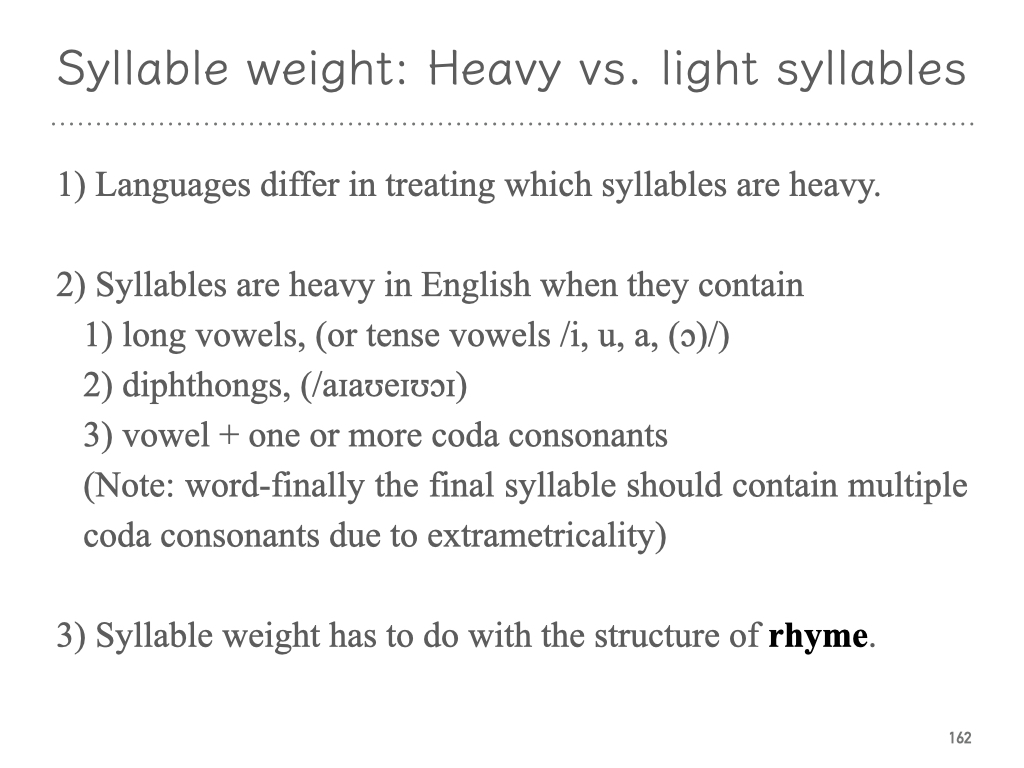 Syllable weight: Heavy vs. light syllables
1) Languages differ in treating which syllables are heavy.
2) Syllables are heavy in English when they contain
1) long vowels, (or tense vowels /i, u, a, (ɔ)/)
2) diphthongs, (/aɪaʊeɪʊɔɪ)
3) vowel + one or more coda consonants
(Note: word-finally the final syllable should contain multiple
coda consonants due to extrametricality)
3) Syllable weight has to do with the structure of rhyme.
162